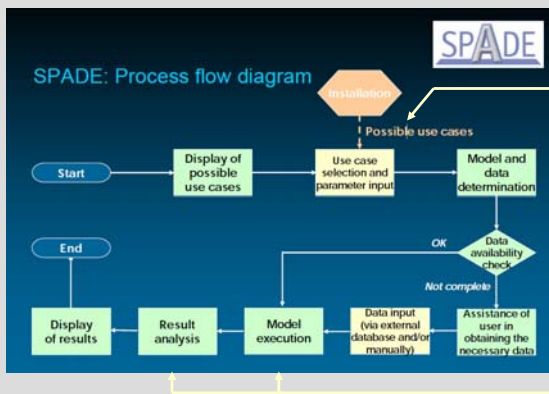 SPADE
SPADE: Process flow diagram
Installation
Possible use cases
Start
Display of
possible
use cases
Use case
selection and
parameter input
Model and
data
determination
End
OK
Data
availability
check
Not complete
Display
of results
Result
analysis
Model
execution
Data input
(via external
database and/or
manually)
Assistance of
user in
obtaining the
necessary data